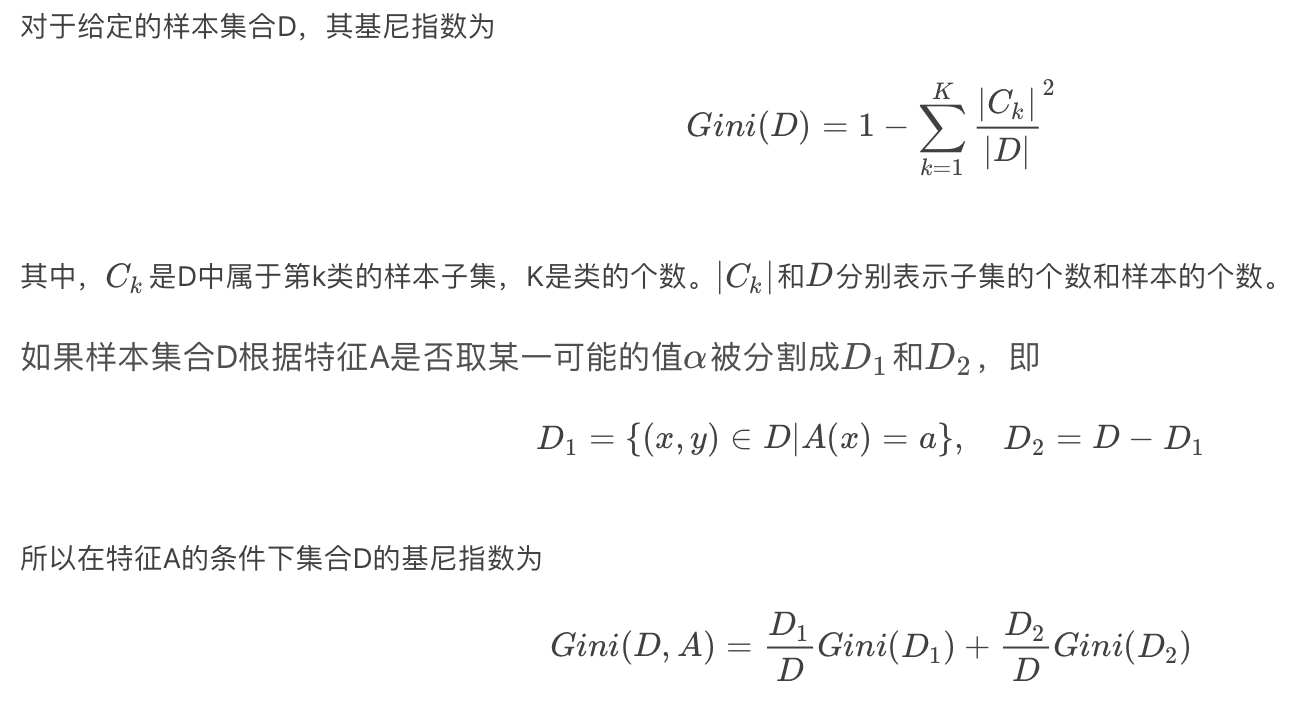 对于给定的样本集合D，其基尼指数为
$Gini(D) = 1 - \sum_{k=1}^{K} \frac{|C_k|}{|D|}^2$
其中，$C_k$是D中属于第k类的样本子集，K是类的个数。$|C_k|$和$D$分别表示子集的个数和样本的个数。
如果样本集合D根据特征A是否取某一可能的值$\alpha$被分割成$D_1$和$D_2$，即
$D_1 = \{(x, y) \in D|A(x) = a\}, \quad D_2 = D - D_1$
所以在特征A的条件下集合D的基尼指数为
$Gini(D, A) = \frac{D_1}{D}Gini(D_1) + \frac{D_2}{D}Gini(D_2)$